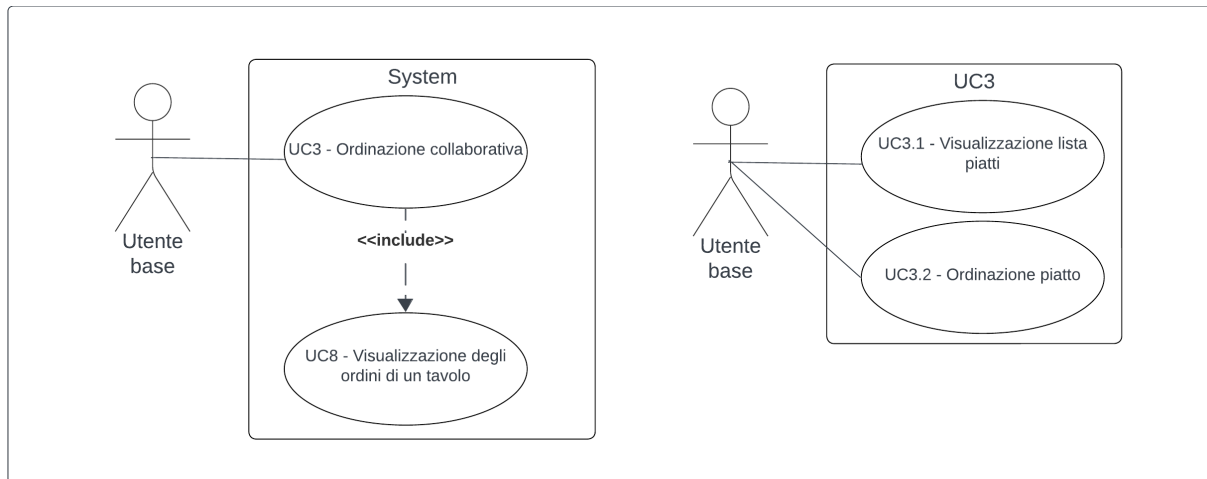 System
UC3 - Ordinazione collaborativa
<<include>>
UC8 - Visualizzazione degli
ordini di un tavolo
Utente
base
UC3
UC3.1 - Visualizzazione lista
piatti
UC3.2 - Ordinazione piatto
Utente
base